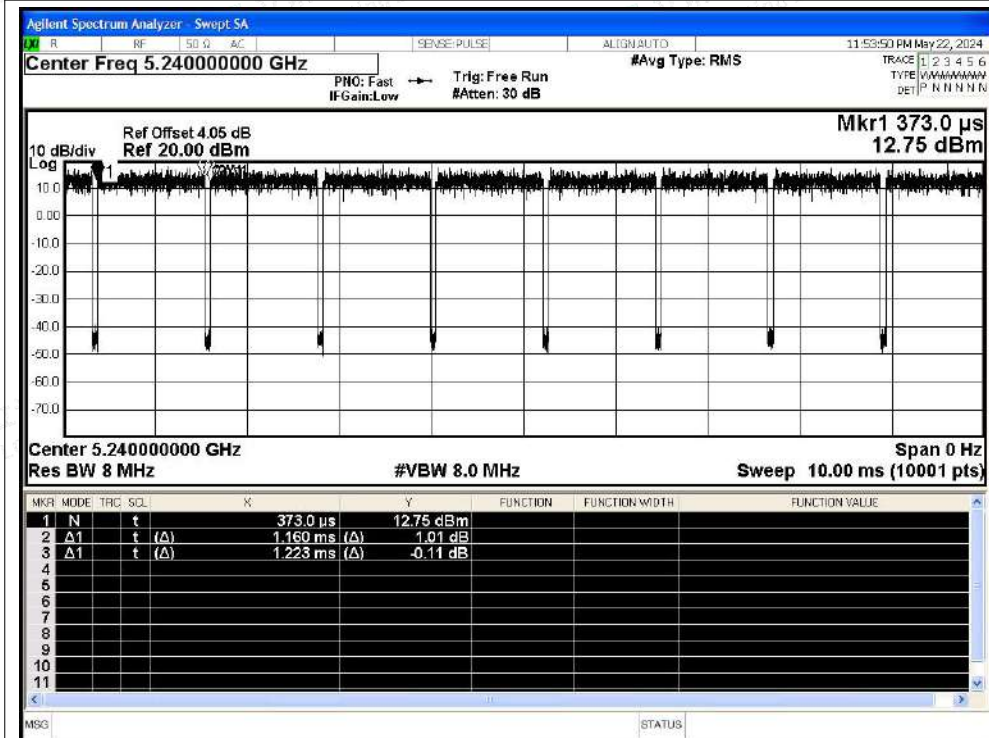 Agilent Spectrum Analyzer - Swept SA
LXI R RF 50 Ω AC SENSE:PULSE ALIGN AUTO 11:53:50 PM May 22, 2024
Center Freq 5.240000000 GHz #Avg Type: RMS TRACE 1 2 3 4 5 6
PNO: Fast Trig: Free Run TYPE WWWWWW
IFGain:Low #Atten: 30 dB DET P N N N N N
Mkr1 373.0 µs
Ref Offset 4.05 dB
10 dB/div Ref 20.00 dBm 12.75 dBm
Log
1
10.0
0.00
-10.0
-20.0
-30.0
-40.0
-50.0
-60.0
-70.0
Center 5.240000000 GHz Span 0 Hz
Res BW 8 MHz #VBW 8.0 MHz Sweep 10.00 ms (10001 pts)
MKR MODE TRC SCL X Y FUNCTION FUNCTION WIDTH FUNCTION VALUE
1 N t 373.0 µs 12.75 dBm
2 Δ1 t (Δ) 1.160 ms (Δ) 1.01 dB
3 Δ1 t (Δ) 1.223 ms (Δ) -0.11 dB
4
5
6
7
8
9
10
11
MSG STATUS